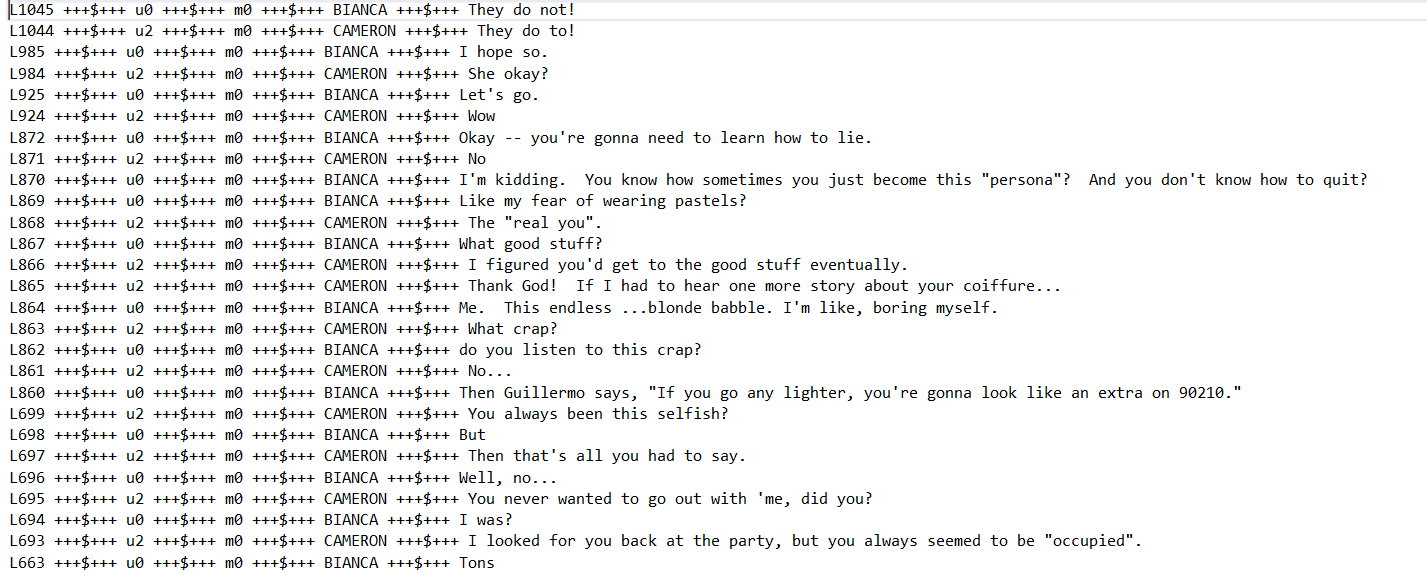 L1045 +++$+++ u0 +++$+++ m0 +++$+++ BIANCA +++$+++ They do not!
L1044 +++$+++ u2 +++$+++ m0 +++$+++ CAMERON +++$+++ They do to!
L985 +++$+++ u0 +++$+++ m0 +++$+++ BIANCA +++$+++ I hope so.
L984 +++$+++ u2 +++$+++ m0 +++$+++ CAMERON +++$+++ She okay?
L925 +++$+++ u0 +++$+++ m0 +++$+++ BIANCA +++$+++ Let's go.
L924 +++$+++ u2 +++$+++ m0 +++$+++ CAMERON +++$+++ Wow
L872 +++$+++ u0 +++$+++ m0 +++$+++ BIANCA +++$+++ Okay -- you're gonna need to learn how to lie.
L871 +++$+++ u2 +++$+++ m0 +++$+++ CAMERON +++$+++ No
L870 +++$+++ u0 +++$+++ m0 +++$+++ BIANCA +++$+++ I'm kidding.  You know how sometimes you just become this "persona"?  And you don't know how to quit?
L869 +++$+++ u0 +++$+++ m0 +++$+++ BIANCA +++$+++ Like my fear of wearing pastels?
L868 +++$+++ u2 +++$+++ m0 +++$+++ CAMERON +++$+++ The "real you".
L867 +++$+++ u0 +++$+++ m0 +++$+++ BIANCA +++$+++ What good stuff?
L866 +++$+++ u2 +++$+++ m0 +++$+++ CAMERON +++$+++ I figured you'd get to the good stuff eventually.
L865 +++$+++ u2 +++$+++ m0 +++$+++ CAMERON +++$+++ Thank God!  If I had to hear one more story about your coiffure...
L864 +++$+++ u0 +++$+++ m0 +++$+++ BIANCA +++$+++ Me.  This endless ...blonde babble. I'm like, boring myself.
L863 +++$+++ u2 +++$+++ m0 +++$+++ CAMERON +++$+++ What crap?
L862 +++$+++ u0 +++$+++ m0 +++$+++ BIANCA +++$+++ do you listen to this crap?
L861 +++$+++ u2 +++$+++ m0 +++$+++ CAMERON +++$+++ No...
L860 +++$+++ u0 +++$+++ m0 +++$+++ BIANCA +++$+++ Then Guillermo says, "If you go any lighter, you're gonna look like an extra on 90210."
L699 +++$+++ u2 +++$+++ m0 +++$+++ CAMERON +++$+++ You always been this selfish?
L698 +++$+++ u0 +++$+++ m0 +++$+++ BIANCA +++$+++ But
L697 +++$+++ u2 +++$+++ m0 +++$+++ CAMERON +++$+++ Then that's all you had to say.
L696 +++$+++ u0 +++$+++ m0 +++$+++ BIANCA +++$+++ Well, no...
L695 +++$+++ u2 +++$+++ m0 +++$+++ CAMERON +++$+++ You never wanted to go out with 'me, did you?
L694 +++$+++ u0 +++$+++ m0 +++$+++ BIANCA +++$+++ I was?
L693 +++$+++ u2 +++$+++ m0 +++$+++ CAMERON +++$+++ I looked for you back at the party, but you always seemed to be "occupied".
L663 +++$+++ u0 +++$+++ m0 +++$+++ BIANCA +++$+++ Tons